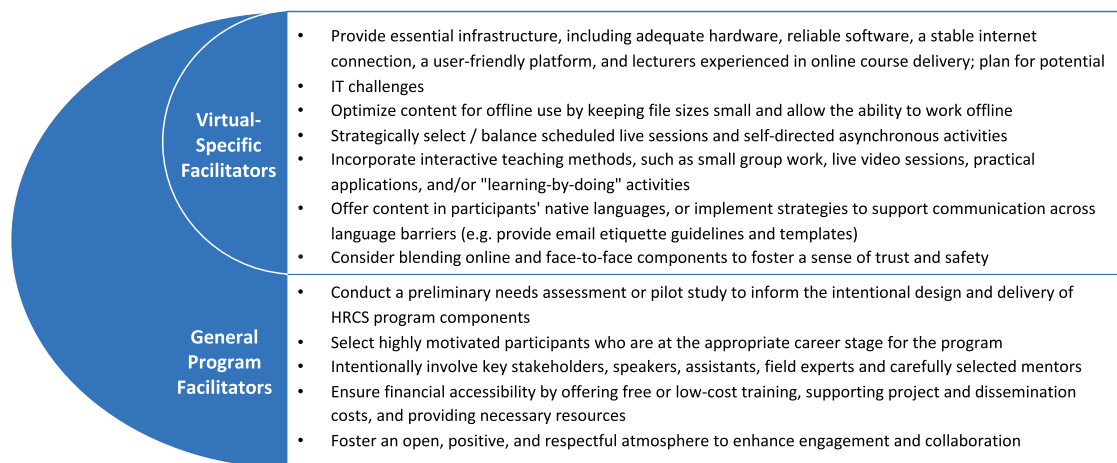 Virtual-
Specific
Facilitators
• Provide essential infrastructure, including adequate hardware, reliable software, a stable internet
connection, a user-friendly platform, and lecturers experienced in online course delivery; plan for potential
• IT challenges
• Optimize content for offline use by keeping file sizes small and allow the ability to work offline
• Strategically select / balance scheduled live sessions and self-directed asynchronous activities
• Incorporate interactive teaching methods, such as small group work, live video sessions, practical
applications, and/or "learning-by-doing" activities
• Offer content in participants' native languages, or implement strategies to support communication across
language barriers (e.g. provide email etiquette guidelines and templates)
• Consider blending online and face-to-face components to foster a sense of trust and safety
General
Program
Facilitators
• Conduct a preliminary needs assessment or pilot study to inform the intentional design and delivery of
HRCS program components
• Select highly motivated participants who are at the appropriate career stage for the program
• Intentionally involve key stakeholders, speakers, assistants, field experts and carefully selected mentors
• Ensure financial accessibility by offering free or low-cost training, supporting project and dissemination
costs, and providing necessary resources
• Foster an open, positive, and respectful atmosphere to enhance engagement and collaboration